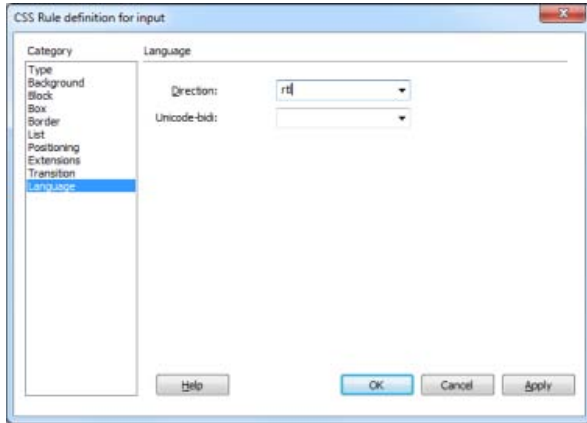 CSS Rule definition for input
Category
Language
Type
Background
Block
Box
Border
List
Positioning
Extensions
Transition
Language
Direction: rtl
Unicode-bidi:
Help
OK
Cancel
Apply